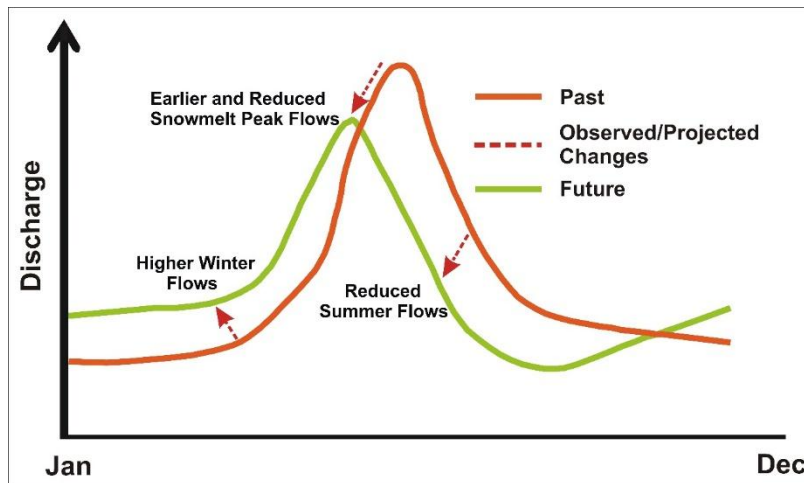 Earlier and Reduced
Snowmelt Peak Flows
Past
Observed/Projected
Changes
Future
Discharge
Higher Winter
Flows
Reduced
Summer Flows
Jan
Dec